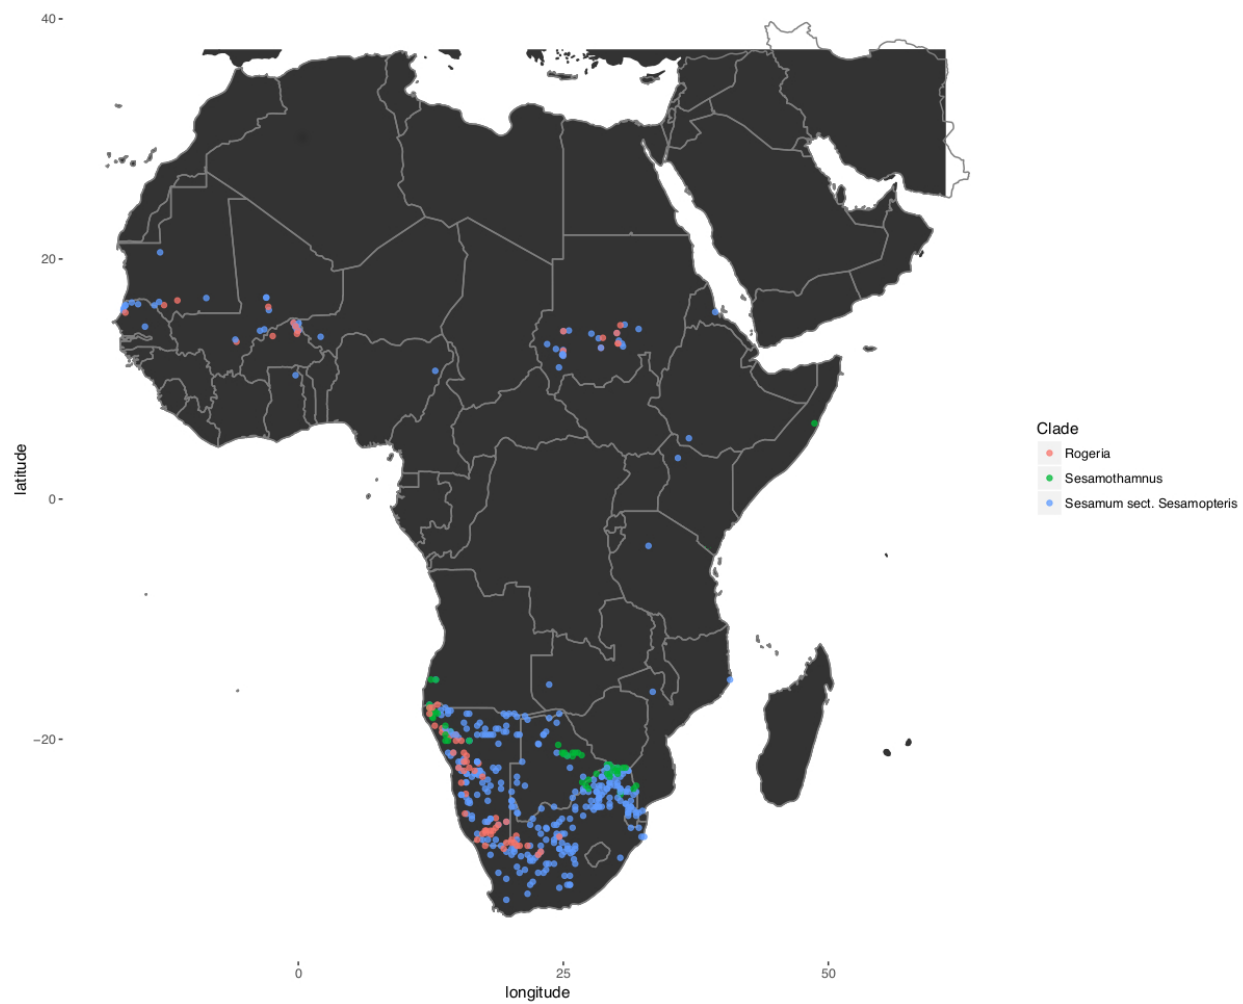 40
20
0
−20
latitude
0
25
50
longitude
Clade
Rogeria
Sesamothamnus
Sesamum sect. Sesamopteris